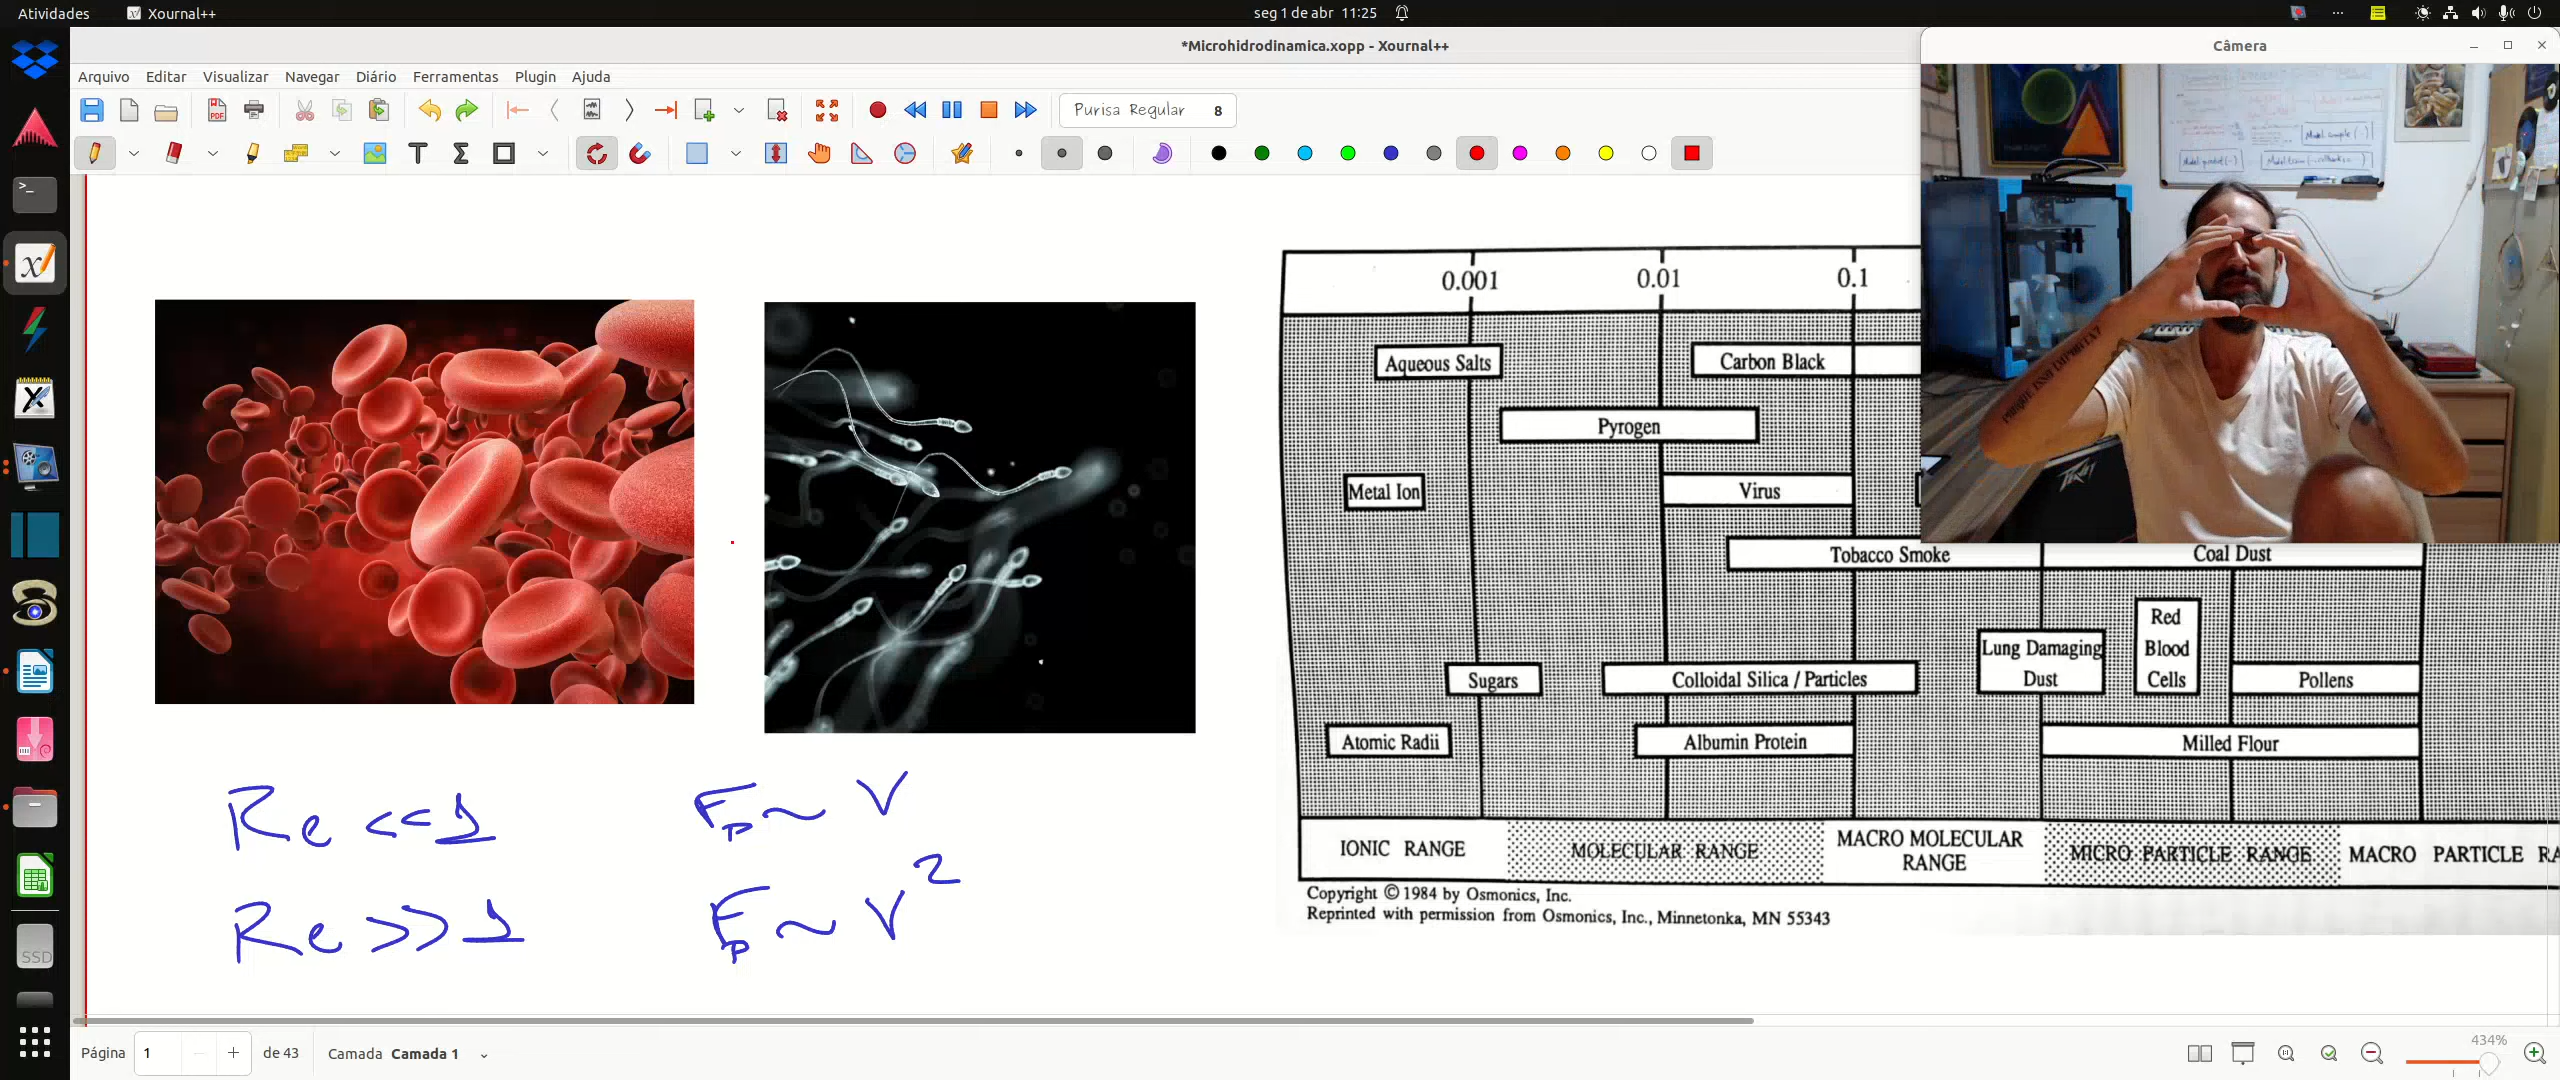 Atividades
Xournal++
seg 1 de abr 11:25
*Microhidrodinamica.xopp - Xournal++
Câmera
Arquivo Editar Visualizar Navegar Diário Ferramentas Plugin Ajuda
Purisa Regular 8
0.001 0.01 0.1
Aqueous Salts
Carbon Black
Pyrogen
Metal Ion
Virus
Tobacco Smoke
Coal Dust
Red
Blood
Cells
Lung Damaging
Dust
Sugars
Colloidal Silica / Particles
Pollens
Atomic Radii
Albumin Protein
Milled Flour
IONIC RANGE
MOLECULAR RANGE
MACRO MOLECULAR
RANGE
MICRO PARTICLE RANGE
MACRO PARTICLE RA
Copyright © 1984 by Osmonics, Inc.
Reprinted with permission from Osmonics, Inc., Minnetonka, MN 55343
Re <<1 F_D ~ V
Re >>1 F_D ~ V²
SSD
Página 1 de 43 Camada Camada 1
434%